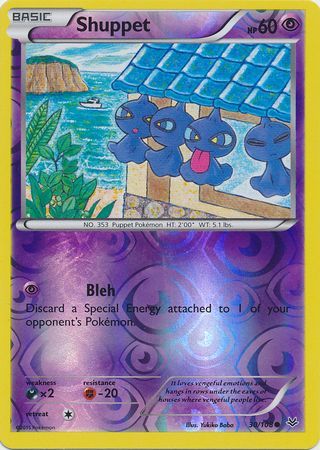 BASIC
Shuppet
HP60
NO. 353 Puppet Pokémon HT: 2'00" WT: 5.1 lbs.
Bleh
Discard a Special Energy attached to 1 of your
opponent's Pokémon.
weakness
×2
resistance
-20
retreat
It loves vengeful emotions and
hangs in rows under the eaves of
houses where vengeful people live.
Illus. Yukiko Baba
30/108
©2015 Pokémon